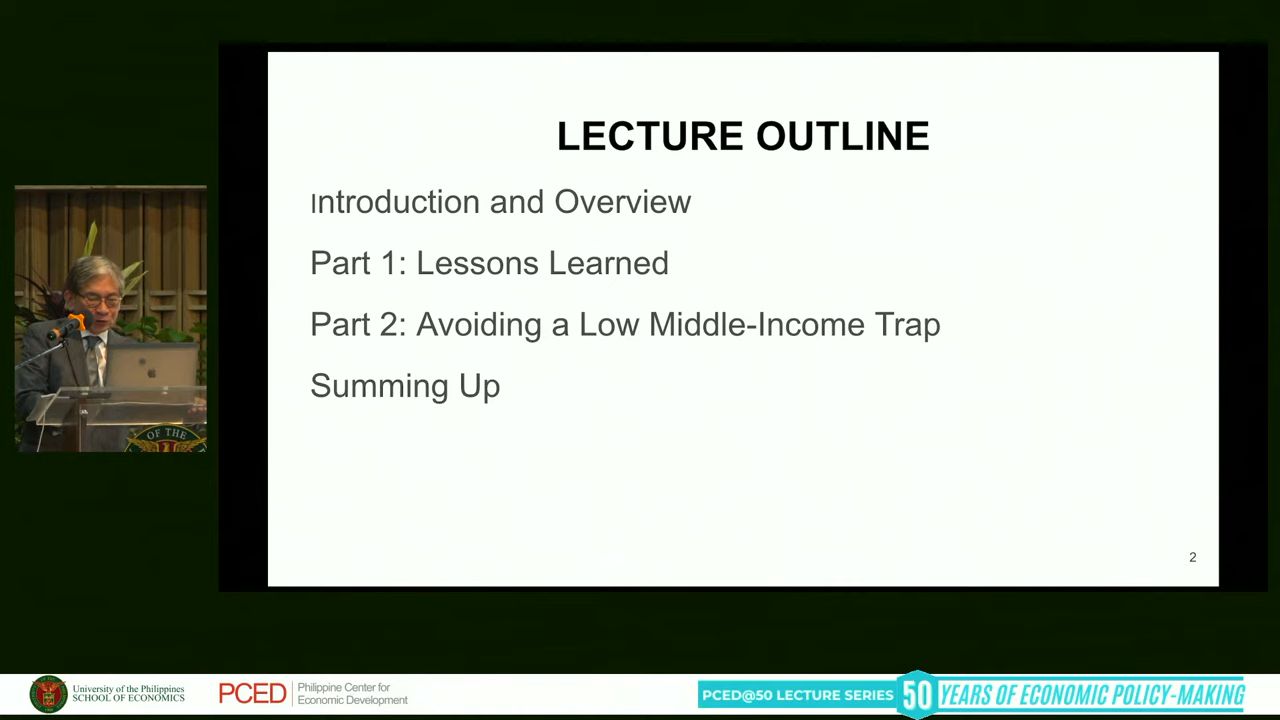 LECTURE OUTLINE
Introduction and Overview
Part 1: Lessons Learned
Part 2: Avoiding a Low Middle-Income Trap
Summing Up
2
OF THE
University of the Philippines
SCHOOL OF ECONOMICS
PCED
Philippine Center for
Economic Development
PCED@50 LECTURE SERIES
50 YEARS OF ECONOMIC POLICY-MAKING